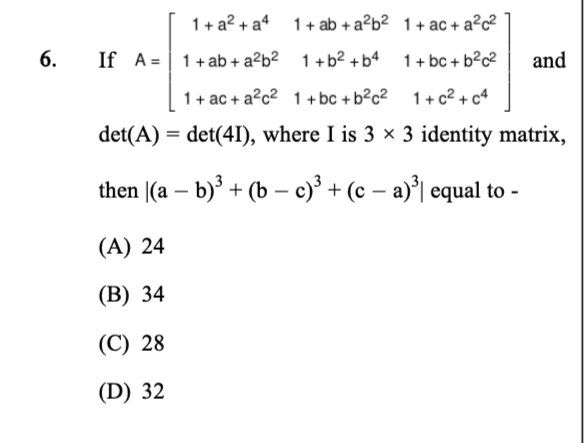 1 + a² + a⁴ 1 + ab + a²b² 1 + ac + a²c²
6. If A = 1 + ab + a²b² 1 + b² + b⁴ 1 + bc + b²c² and
1 + ac + a²c² 1 + bc + b²c² 1 + c² + c⁴
det(A) = det(4I), where I is 3 × 3 identity matrix,
then |(a – b)³ + (b – c)³ + (c – a)³| equal to -
(A) 24
(B) 34
(C) 28
(D) 32